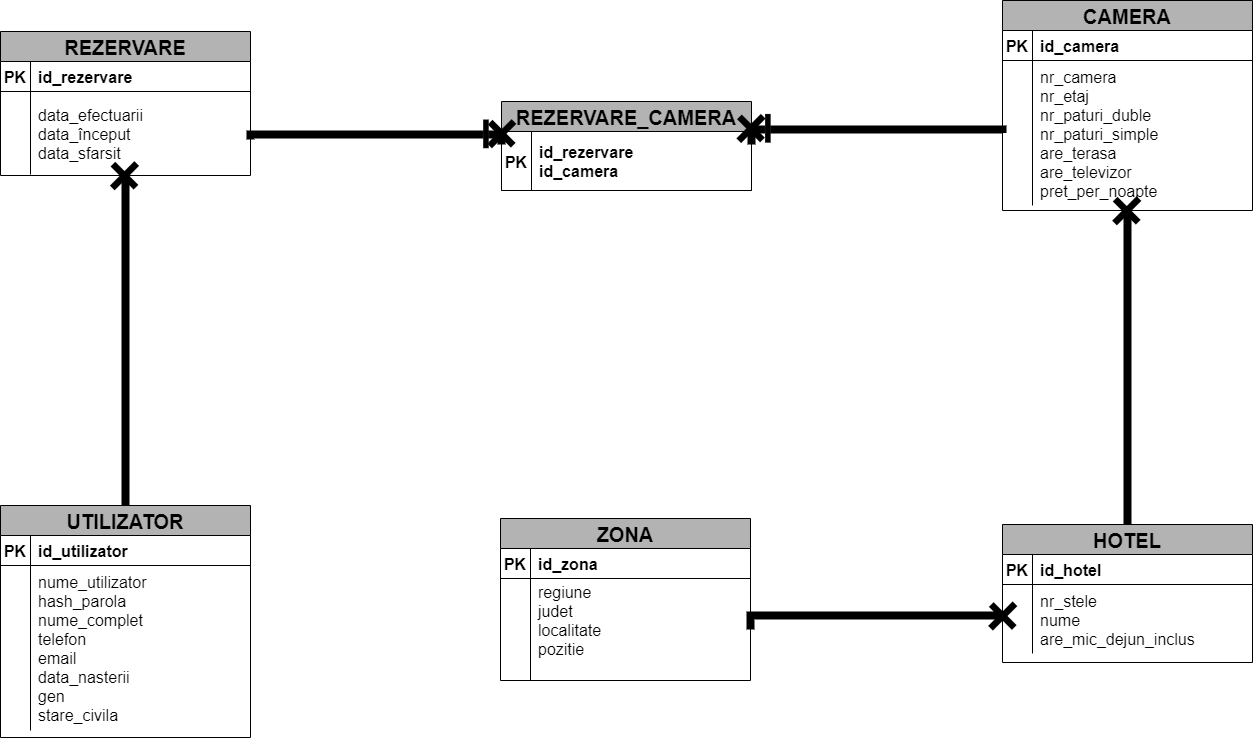 REZERVARE
PK id_rezervare
data_efectuarii
data_început
data_sfarsit
REZERVARE_CAMERA
PK
id_rezervare
id_camera
CAMERA
PK id_camera
nr_camera
nr_etaj
nr_paturi_duble
nr_paturi_simple
are_terasa
are_televizor
pret_per_noapte
UTILIZATOR
PK id_utilizator
nume_utilizator
hash_parola
nume_complet
telefon
email
data_nasterii
gen
stare_civila
ZONA
PK id_zona
regiune
judet
localitate
pozitie
HOTEL
PK id_hotel
nr_stele
nume
are_mic_dejun_inclus